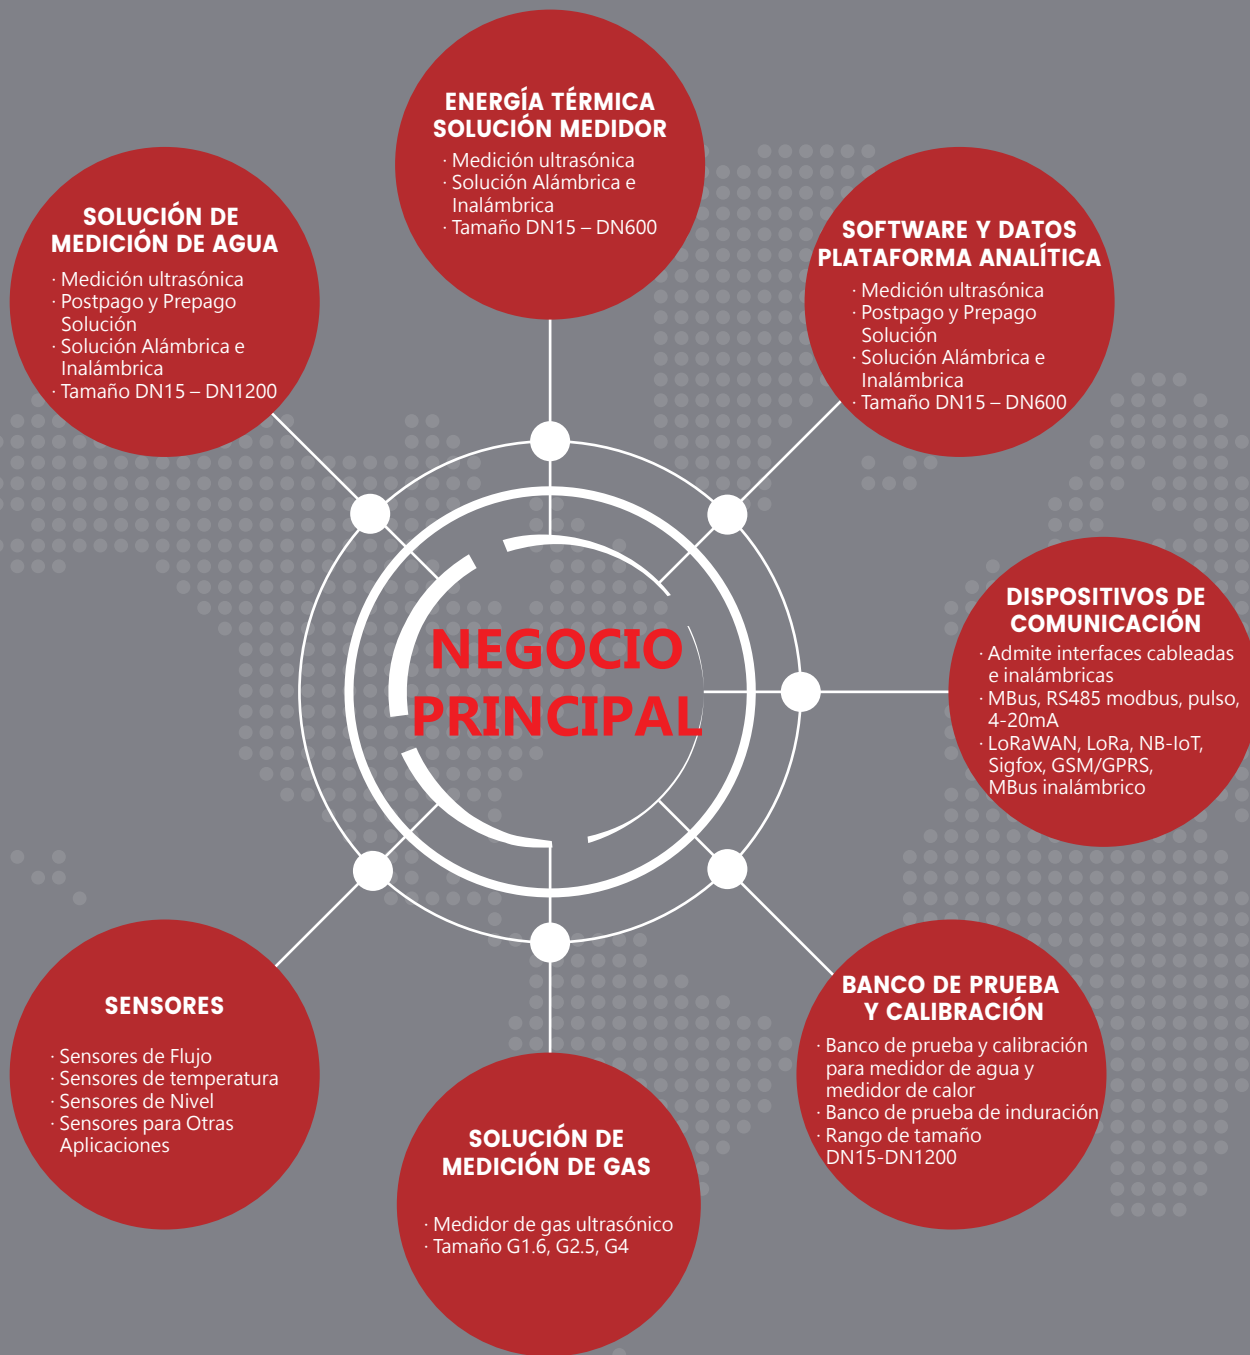 ENERGÍA TÉRMICA
SOLUCIÓN MEDIDOR
· Medición ultrasónica
· Solución Alámbrica e
Inalámbrica
· Tamaño DN15 – DN600
SOLUCIÓN DE
MEDICIÓN DE AGUA
· Medición ultrasónica
· Postpago y Prepago
Solución
· Solución Alámbrica e
Inalámbrica
· Tamaño DN15 – DN1200
SOFTWARE Y DATOS
PLATAFORMA ANALÍTICA
· Medición ultrasónica
· Postpago y Prepago
Solución
· Solución Alámbrica e
Inalámbrica
· Tamaño DN15 – DN600
NEGOCIO
PRINCIPAL
DISPOSITIVOS DE
COMUNICACIÓN
· Admite interfaces cableadas
e inalámbricas
· MBus, RS485 modbus, pulso,
4-20mA
· LoRaWAN, LoRa, NB-IoT,
Sigfox, GSM/GPRS,
MBus inalámbrico
SENSORES
· Sensores de Flujo
· Sensores de temperatura
· Sensores de Nivel
· Sensores para Otras
Aplicaciones
SOLUCIÓN DE
MEDICIÓN DE GAS
· Medidor de gas ultrasónico
· Tamaño G1.6, G2.5, G4
BANCO DE PRUEBA
Y CALIBRACIÓN
· Banco de prueba y calibración
para medidor de agua y
medidor de calor
· Banco de prueba de induración
· Rango de tamaño
DN15-DN1200